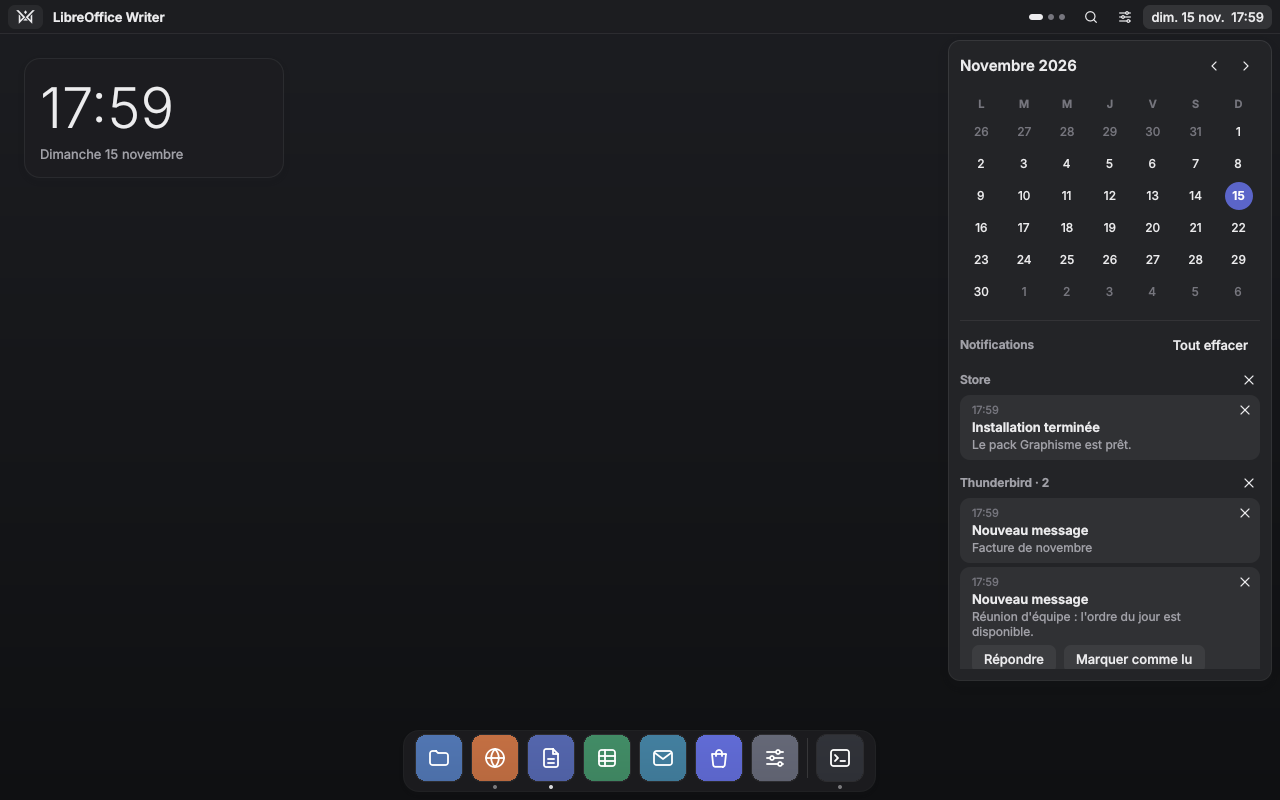 LibreOffice Writer
dim. 15 nov. 17:59
17:59
Dimanche 15 novembre
Novembre 2026
L M M J V S D
26 27 28 29 30 31 1
2 3 4 5 6 7 8
9 10 11 12 13 14 15
16 17 18 19 20 21 22
23 24 25 26 27 28 29
30 1 2 3 4 5 6
Notifications Tout effacer
Store
17:59
Installation terminée
Le pack Graphisme est prêt.
Thunderbird · 2
17:59
Nouveau message
Facture de novembre
17:59
Nouveau message
Réunion d'équipe : l'ordre du jour est
disponible.
Répondre Marquer comme lu